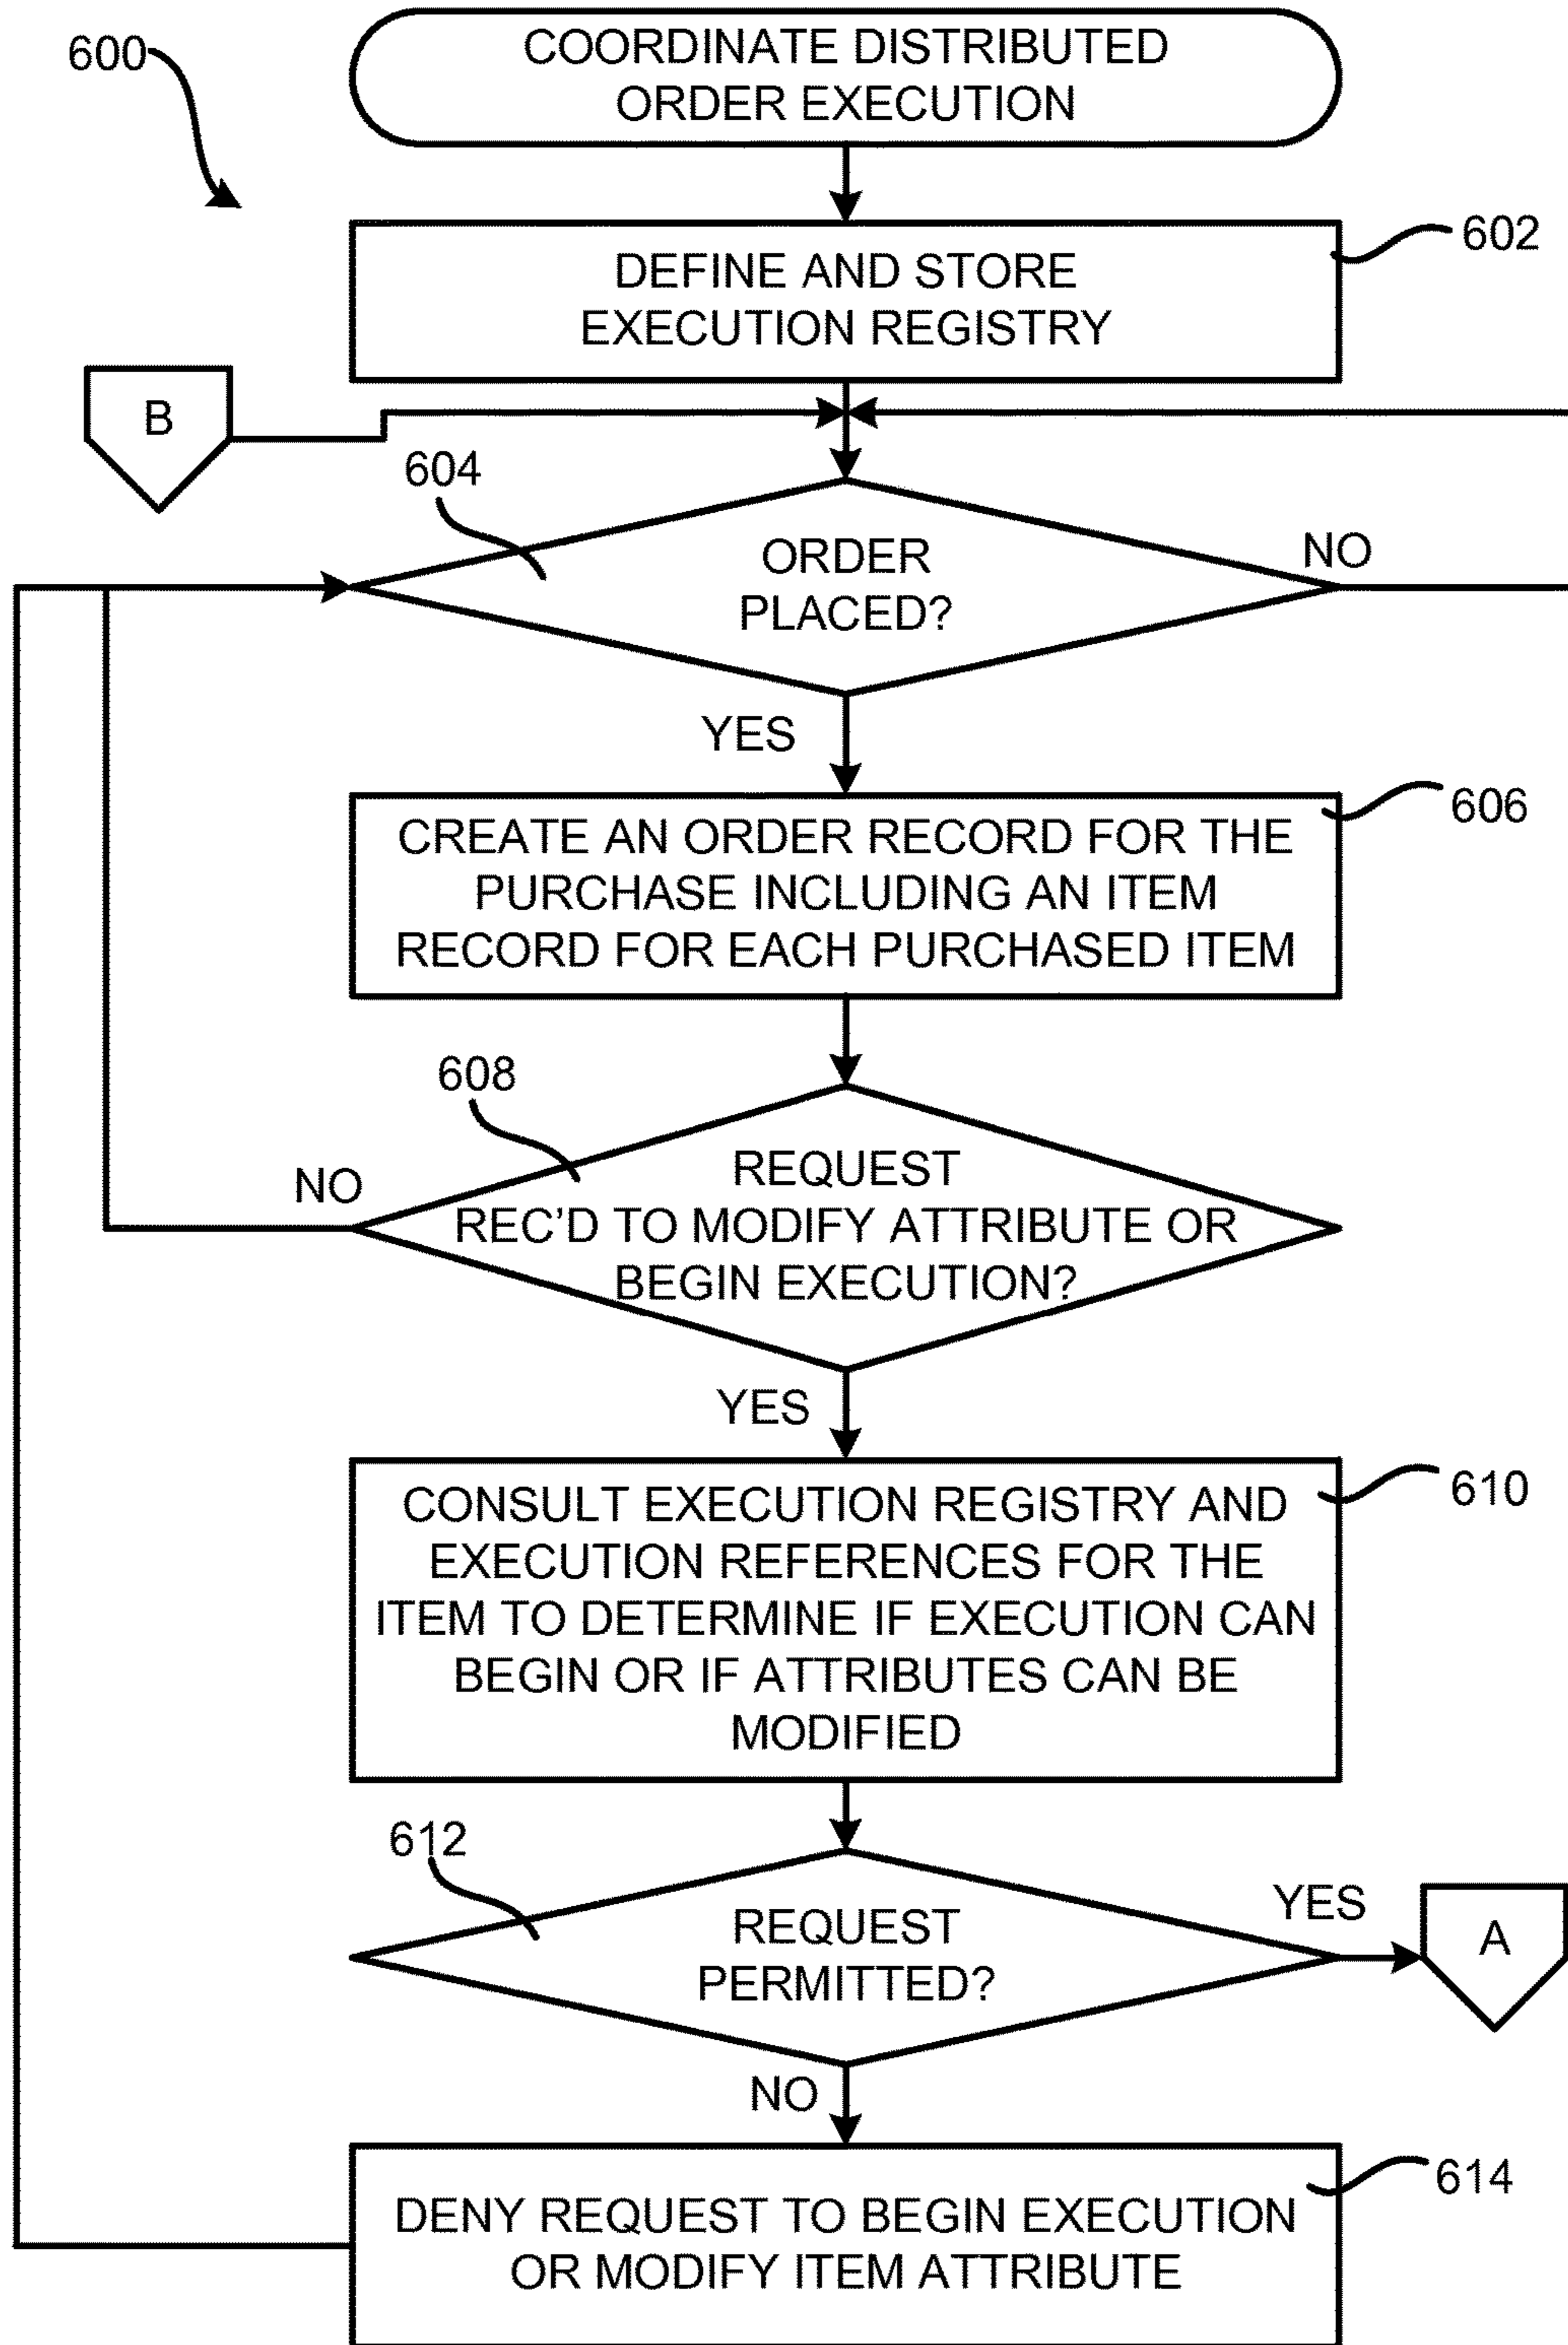 600
COORDINATE DISTRIBUTED
ORDER EXECUTION
602
DEFINE AND STORE
EXECUTION REGISTRY
B
604
ORDER
PLACED?
NO
YES
606
CREATE AN ORDER RECORD FOR THE
PURCHASE INCLUDING AN ITEM
RECORD FOR EACH PURCHASED ITEM
608
NO
REQUEST
REC'D TO MODIFY ATTRIBUTE OR
BEGIN EXECUTION?
YES
610
CONSULT EXECUTION REGISTRY AND
EXECUTION REFERENCES FOR THE
ITEM TO DETERMINE IF EXECUTION CAN
BEGIN OR IF ATTRIBUTES CAN BE
MODIFIED
612
REQUEST
PERMITTED?
YES
A
NO
614
DENY REQUEST TO BEGIN EXECUTION
OR MODIFY ITEM ATTRIBUTE